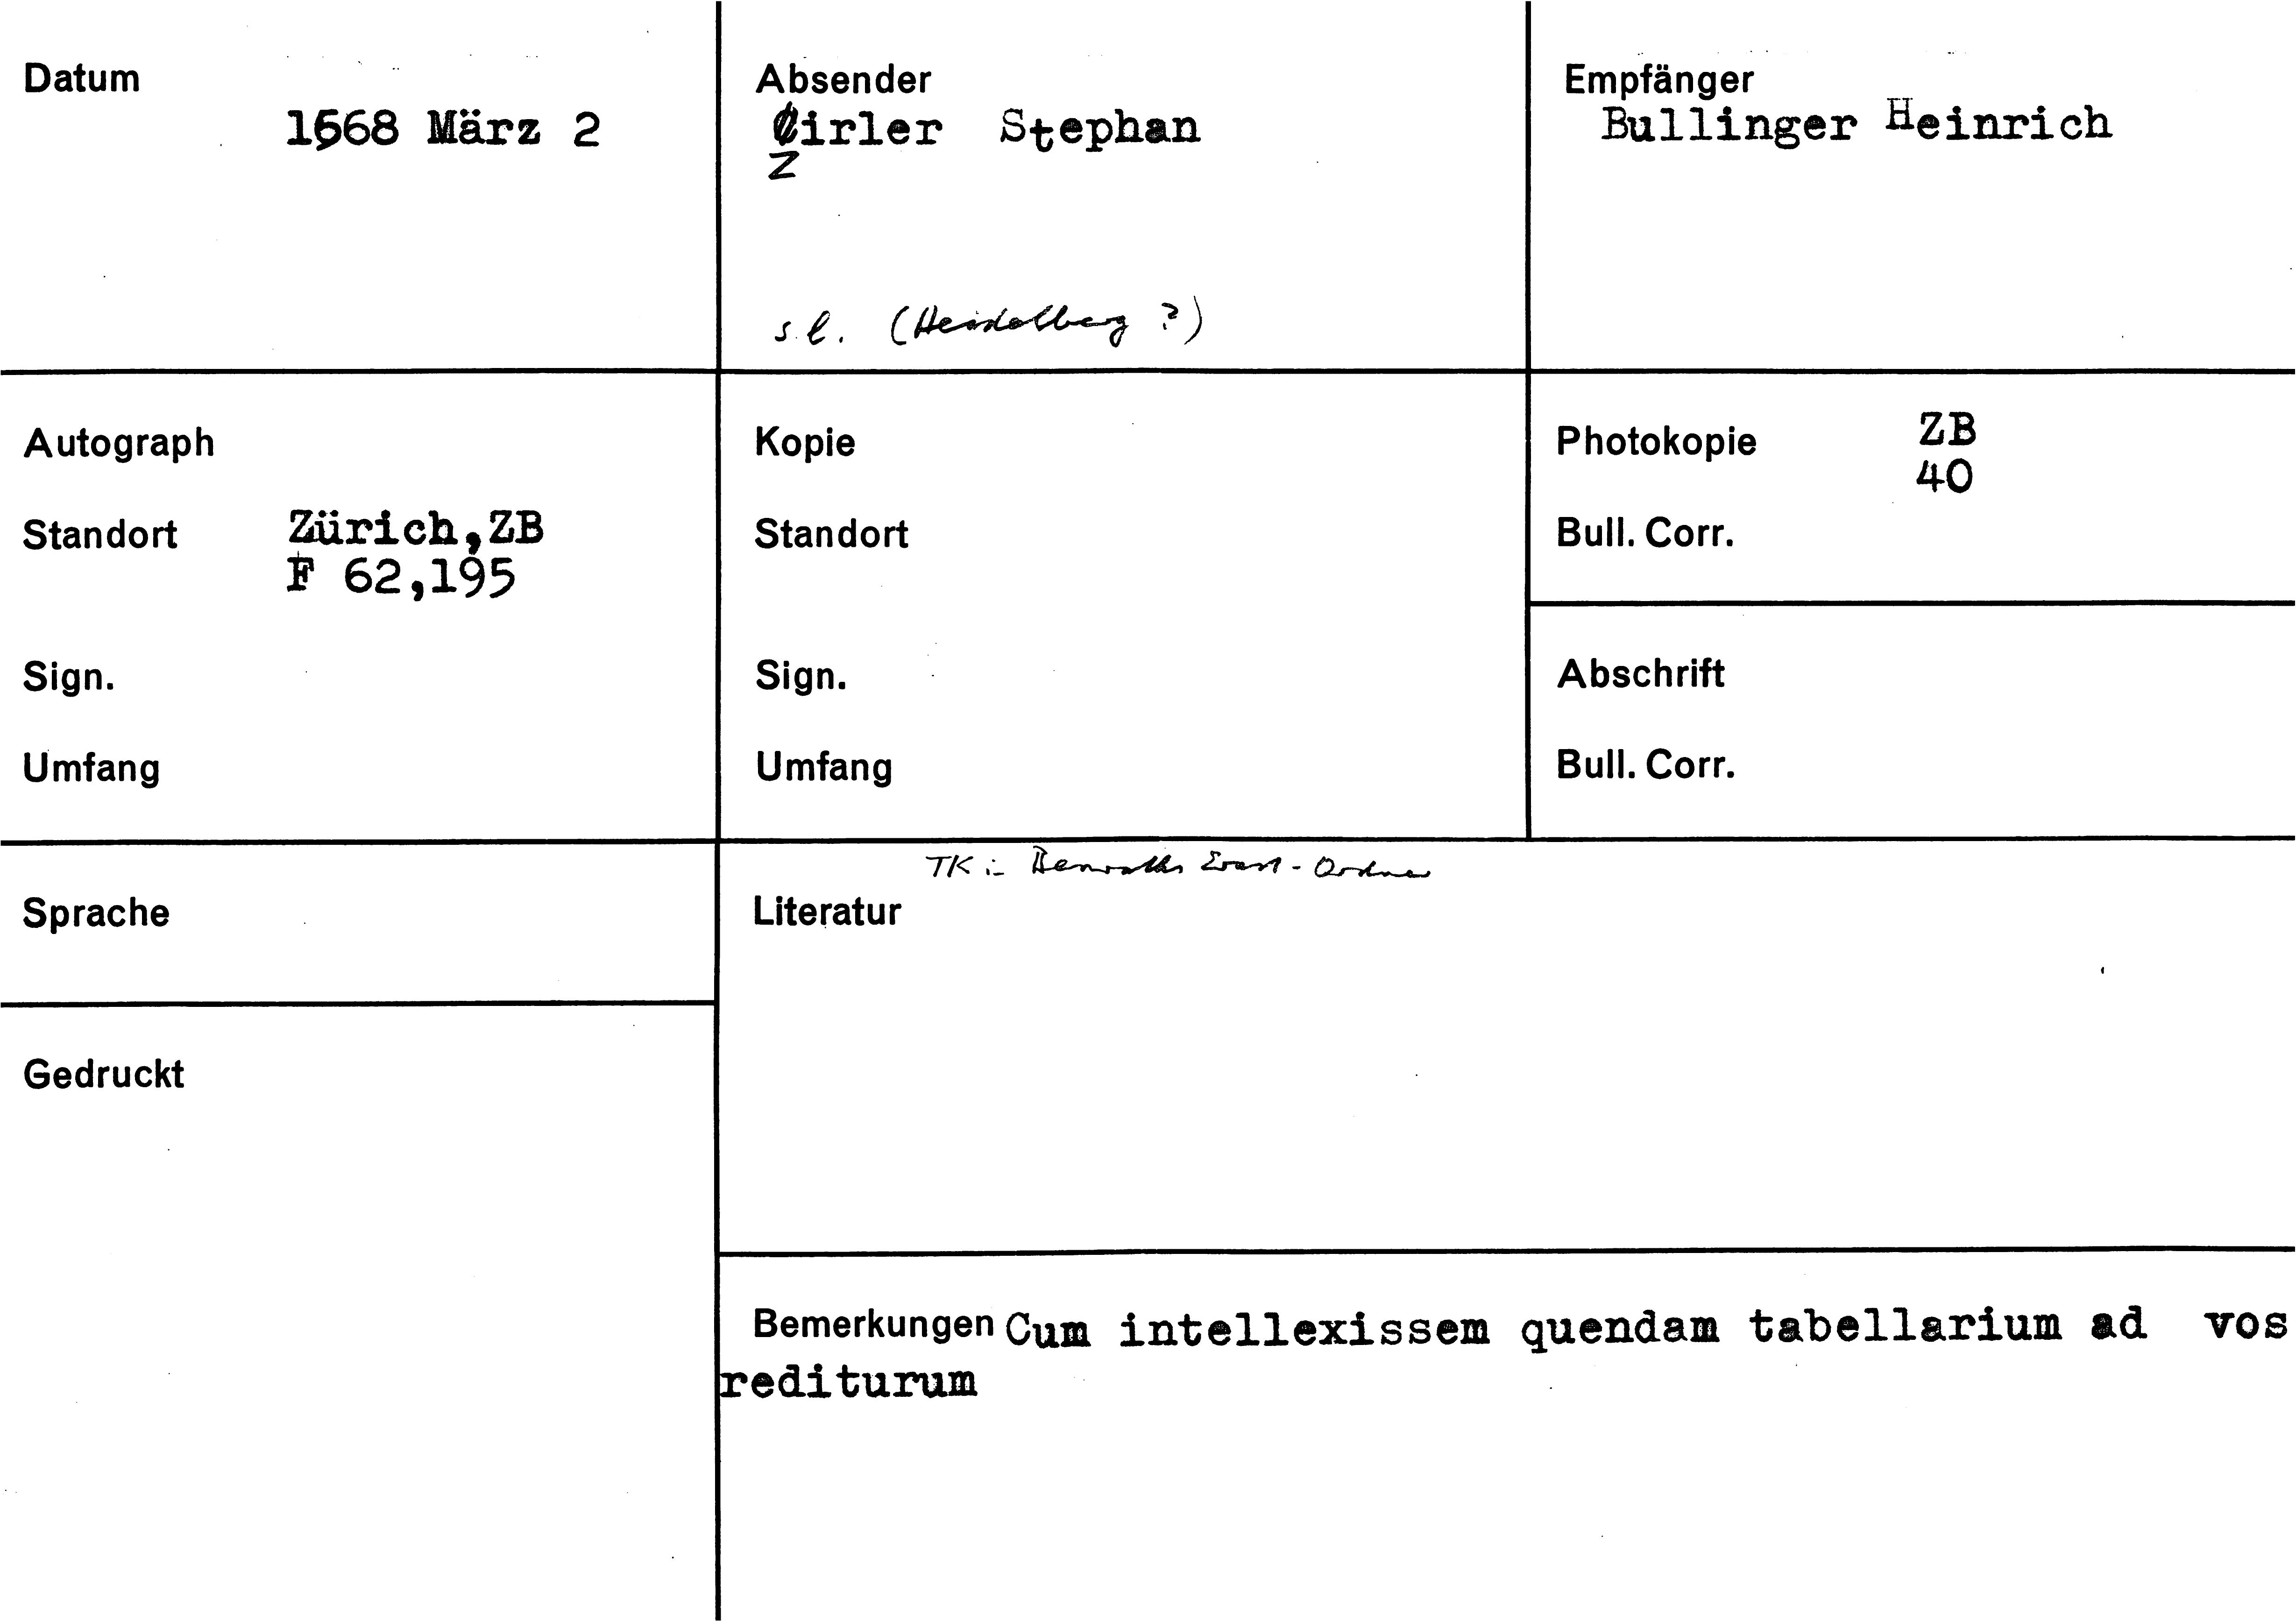 Datum
1568 März 2
Absender
Cirler Stephan
Z
s.l. (Heidelberg ?)
Empfänger
Bullinger Heinrich
Autograph
Standort Zürich,ZB
F 62,195
Sign.
Umfang
Kopie
Standort
Sign.
Umfang
Photokopie ZB
40
Bull. Corr.
Abschrift
Bull. Corr.
Sprache
Gedruckt
TK : Benraths - Ordner
Literatur
Bemerkungen Cum intellexissem quendam tabellarium ad vos
rediturum